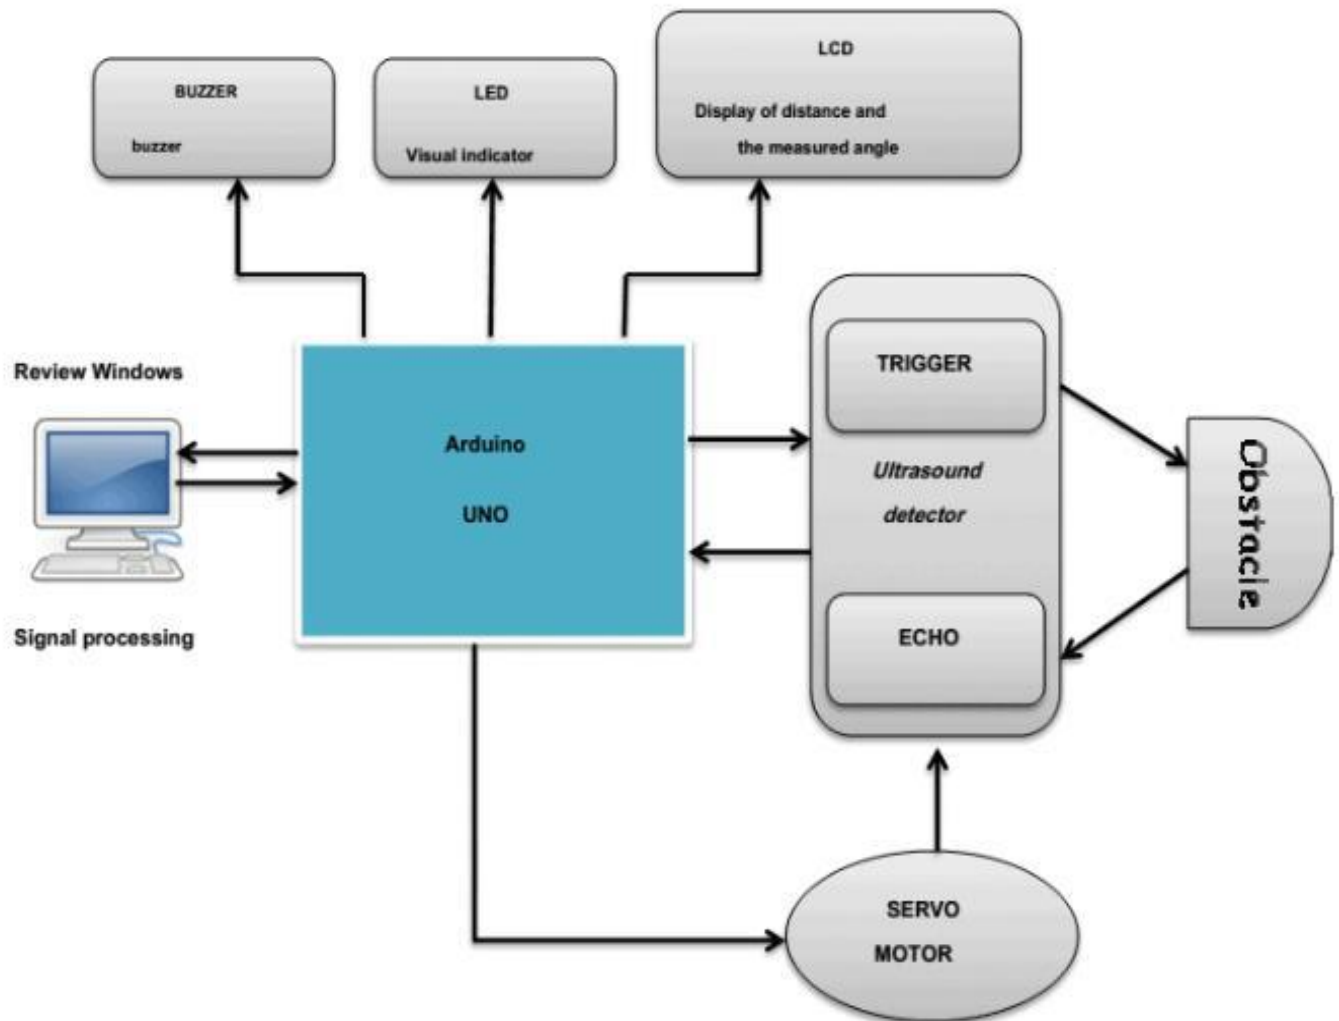 BUZZER
buzzer
LED
Visual indicator
LCD
Display of distance and
the measured angle
Review Windows
Signal processing
Arduino
UNO
TRIGGER
Ultrasound
detector
ECHO
Obstacle
SERVO
MOTOR